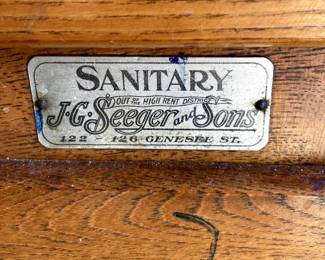 SANITARY
OUT OF THE HIGH RENT DISTRICT
J.G. Seeger and Sons
122 - 126 GENESEE ST.